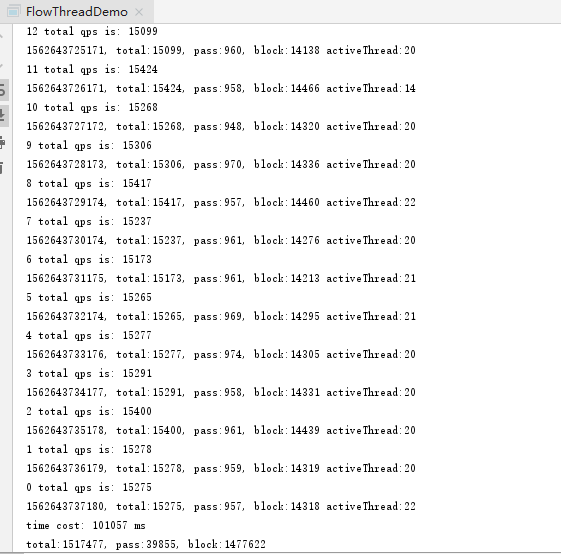 FlowThreadDemo
12 total qps is: 15099
1562643725171, total:15099, pass:960, block:14138 activeThread:20
11 total qps is: 15424
1562643726171, total:15424, pass:958, block:14466 activeThread:14
10 total qps is: 15268
1562643727172, total:15268, pass:948, block:14320 activeThread:20
9 total qps is: 15306
1562643728173, total:15306, pass:970, block:14336 activeThread:20
8 total qps is: 15417
1562643729174, total:15417, pass:957, block:14460 activeThread:22
7 total qps is: 15237
1562643730174, total:15237, pass:961, block:14276 activeThread:20
6 total qps is: 15173
1562643731175, total:15173, pass:961, block:14213 activeThread:21
5 total qps is: 15265
1562643732174, total:15265, pass:969, block:14295 activeThread:21
4 total qps is: 15277
1562643733176, total:15277, pass:974, block:14305 activeThread:20
3 total qps is: 15291
1562643734177, total:15291, pass:958, block:14331 activeThread:20
2 total qps is: 15400
1562643735178, total:15400, pass:961, block:14439 activeThread:20
1 total qps is: 15278
1562643736179, total:15278, pass:959, block:14319 activeThread:20
0 total qps is: 15275
1562643737180, total:15275, pass:957, block:14318 activeThread:22
time cost: 101057 ms
total:1517477, pass:39855, block:1477622